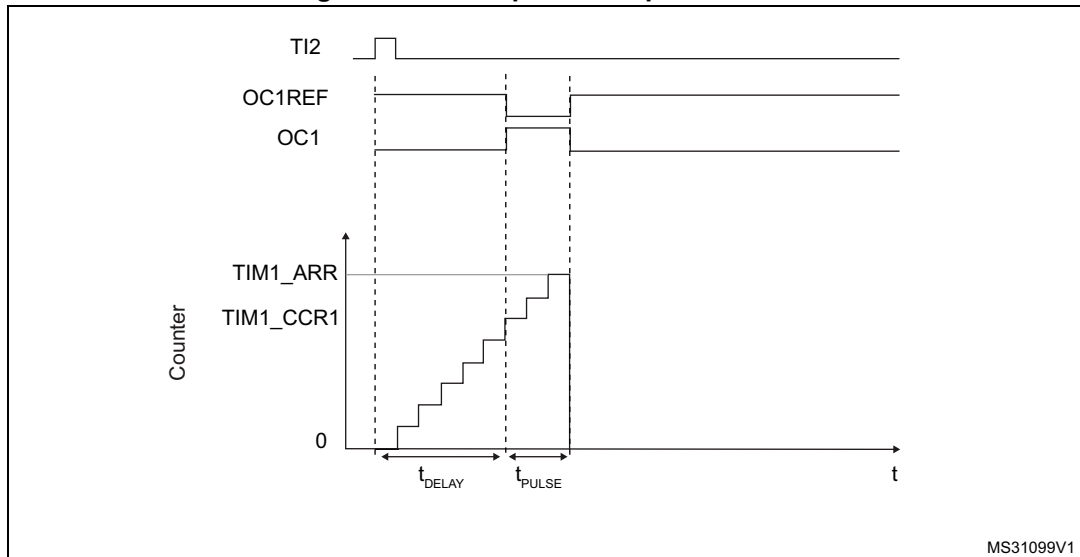 TI2
OC1REF
OC1
TIM1_ARR
TIM1_CCR1
Counter
0
tDELAY
tPULSE
t
MS31099V1